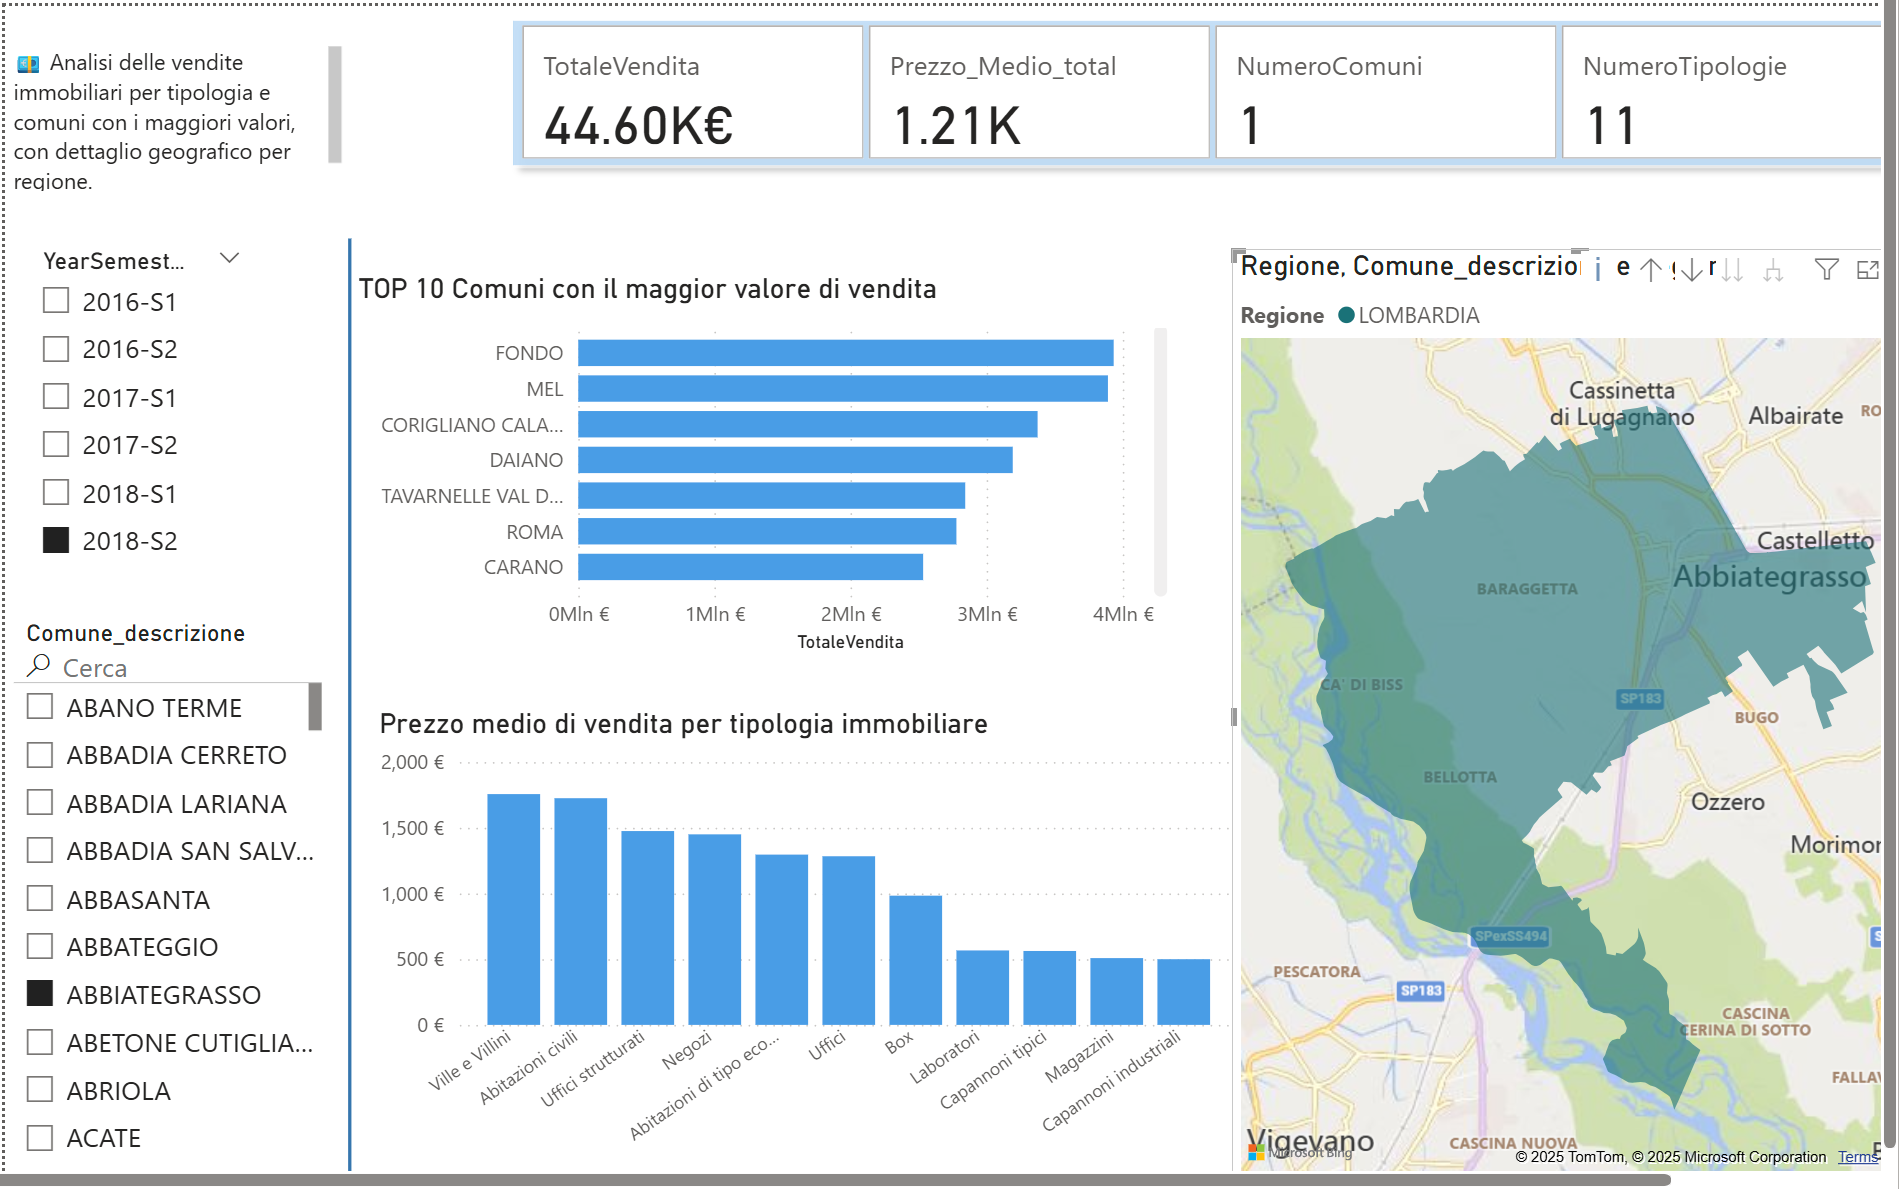 Analisi delle vendite
immobiliari per tipologia e
comuni con i maggiori valori,
con dettaglio geografico per
regione.
TotaleVendita
44.60K€
Prezzo_Medio_total
1.21K
NumeroComuni
1
NumeroTipologie
11
YearSemest...
2016-S1
2016-S2
2017-S1
2017-S2
2018-S1
2018-S2
Comune_descrizione
Cerca
ABANO TERME
ABBADIA CERRETO
ABBADIA LARIANA
ABBADIA SAN SALV...
ABBASANTA
ABBATEGGIO
ABBIATEGRASSO
ABETONE CUTIGLIA...
ABRIOLA
ACATE
TOP 10 Comuni con il maggior valore di vendita
FONDO
MEL
CORIGLIANO CALA...
DAIANO
TAVARNELLE VAL D...
ROMA
CARANO
0Mln €
1Mln €
2Mln €
3Mln €
4Mln €
TotaleVendita
Prezzo medio di vendita per tipologia immobiliare
2,000 €
1,500 €
1,000 €
500 €
0 €
Ville e Villini
Abitazioni civili
Uffici strutturati
Negozi
Abitazioni di tipo eco...
Uffici
Box
Laboratori
Capannoni tipici
Magazzini
Capannoni industriali
Regione, Comune_descrizio
e
Regione
LOMBARDIA
Cassinetta
di Lugagnano
Albairate
RO
Castelletto
Abbiategrasso
BARAGGETTA
CA' DI BISS
SP183
BUGO
BELLOTTA
Ozzero
Morimo
SPexSS494
PESCATORA
SP183
CASCINA
CERINA DI SOTTO
FALLA
Vigevano
CASCINA NUOVA
Microsoft Bing
© 2025 TomTom, © 2025 Microsoft Corporation
Terms